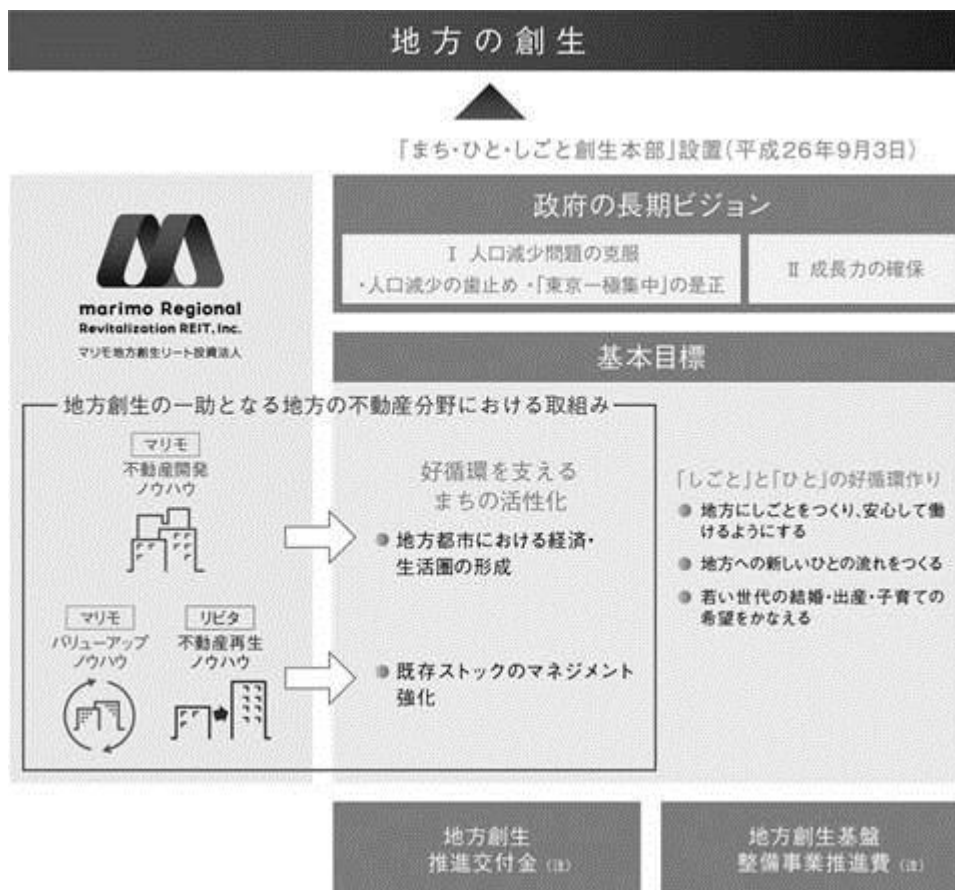 地方の創生
「まち・ひと・しごと創生本部」設置(平成26年9月3日)
marimo Regional
Revitalization REIT, Inc.
マリモ地方創生リート投資法人
政府の長期ビジョン
Ⅰ 人口減少問題の克服
・人口減少の歯止め ・「東京一極集中」の是正
Ⅱ 成長力の確保
基本目標
地方創生の一助となる地方の不動産分野における取組み
マリモ
不動産開発
ノウハウ
マリモ
バリューアップ
ノウハウ
リビタ
不動産再生
ノウハウ
好循環を支える
まちの活性化
地方都市における経済・
生活圏の形成
既存ストックのマネジメント
強化
「しごと」と「ひと」の好循環作り
地方にしごとをつくり、安心して働
けるようにする
地方への新しいひとの流れをつくる
若い世代の結婚・出産・子育ての
希望をかなえる
地方創生
推進交付金(注)
地方創生基盤
整備事業推進費(注)